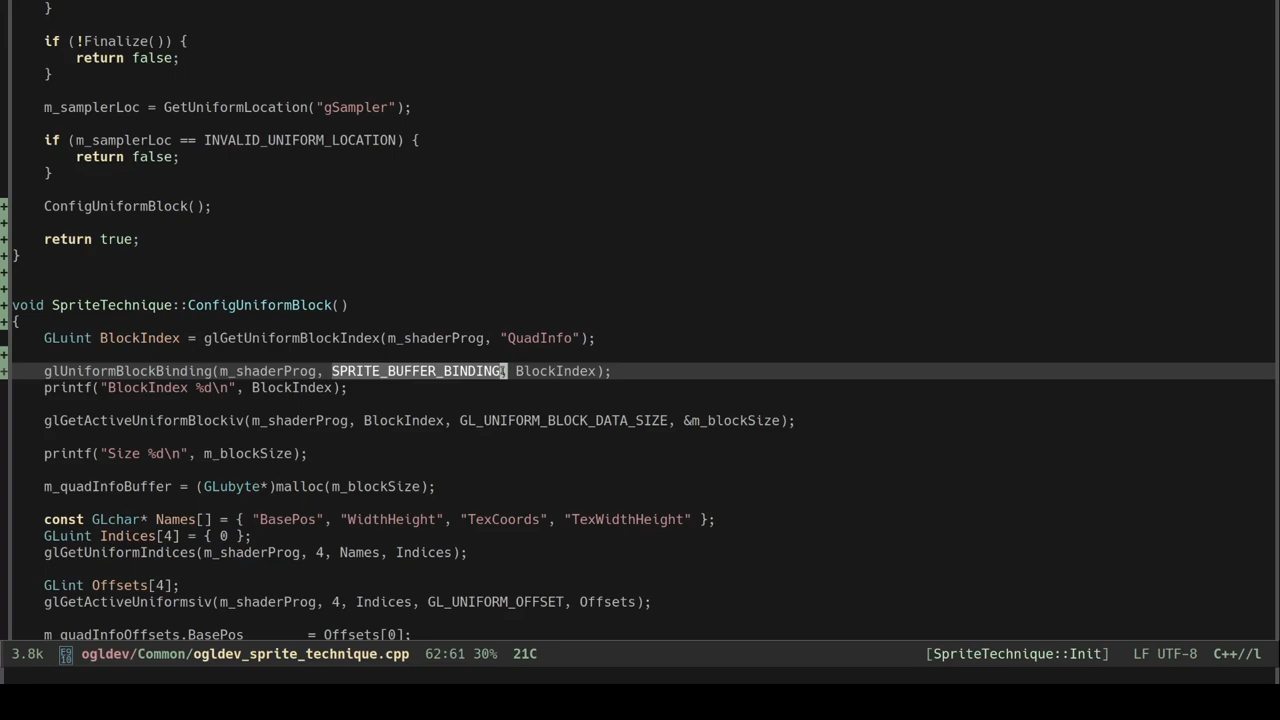 }
if (!Finalize()) {
return false;
}
m_samplerLoc = GetUniformLocation("gSampler");
if (m_samplerLoc == INVALID_UNIFORM_LOCATION) {
return false;
}
+ ConfigUniformBlock();
+
+ return true;
+ }
+
+
+ void SpriteTechnique::ConfigUniformBlock()
+ {
GLuint BlockIndex = glGetUniformBlockIndex(m_shaderProg, "QuadInfo");
+
+ glUniformBlockBinding(m_shaderProg, SPRITE_BUFFER_BINDING, BlockIndex);
printf("BlockIndex %d\n", BlockIndex);
glGetActiveUniformBlockiv(m_shaderProg, BlockIndex, GL_UNIFORM_BLOCK_DATA_SIZE, &m_blockSize);
printf("Size %d\n", m_blockSize);
m_quadInfoBuffer = (GLubyte*)malloc(m_blockSize);
const GLchar* Names[] = { "BasePos", "WidthHeight", "TexCoords", "TexWidthHeight" };
GLuint Indices[4] = { 0 };
glGetUniformIndices(m_shaderProg, 4, Names, Indices);
GLint Offsets[4];
glGetActiveUniformsiv(m_shaderProg, 4, Indices, GL_UNIFORM_OFFSET, Offsets);
m_quadInfoOffsets.BasePos = Offsets[0];
3.8k ogldev/Common/ogldev_sprite_technique.cpp 62:61 30% 21C [SpriteTechnique::Init] LF UTF-8 C++//l